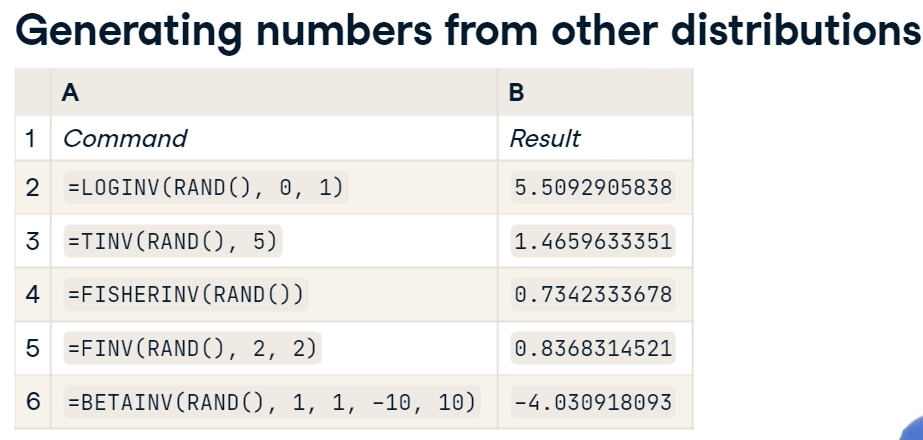 Generating numbers from other distributions
A B
1 Command Result
2 =LOGINV(RAND(), 0, 1) 5.5092905838
3 =TINV(RAND(), 5) 1.4659633351
4 =FISHERINV(RAND()) 0.7342333678
5 =FINV(RAND(), 2, 2) 0.8368314521
6 =BETAINV(RAND(), 1, 1, -10, 10) -4.030918093